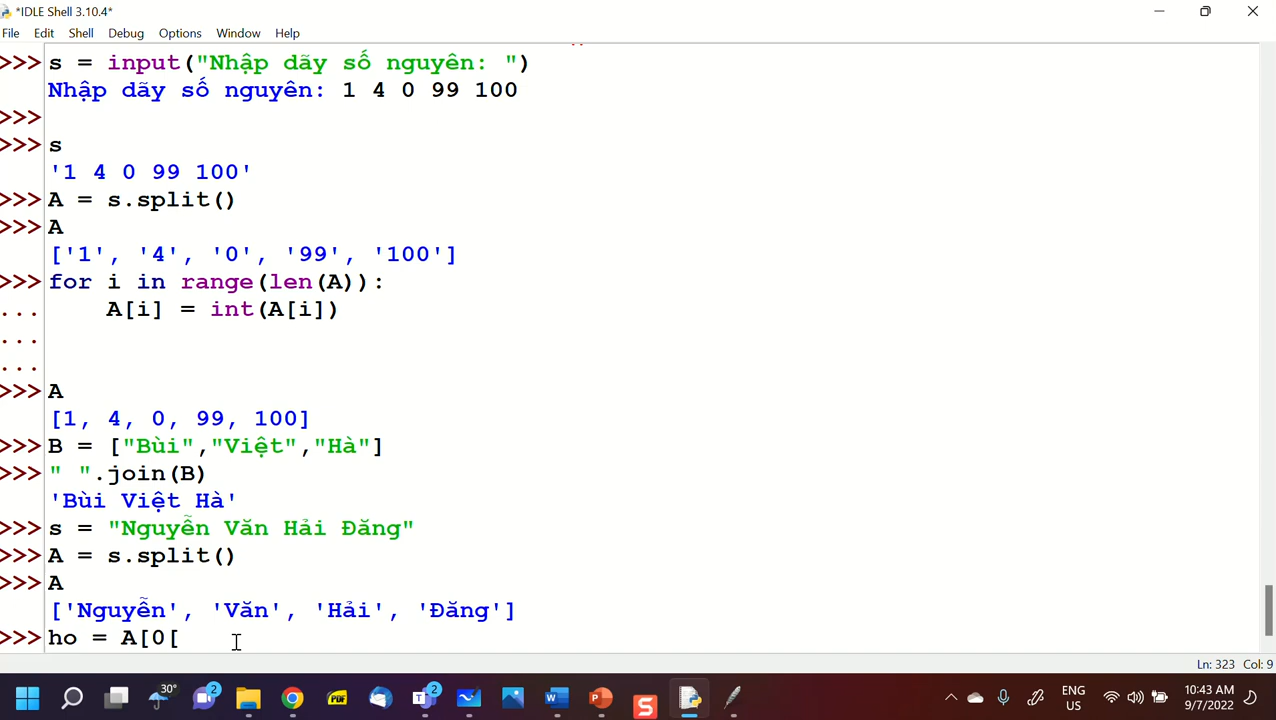 *IDLE Shell 3.10.4*
File Edit Shell Debug Options Window Help
>>> s = input("Nhập dãy số nguyên: ")
Nhập dãy số nguyên: 1 4 0 99 100
>>>
>>> s
'1 4 0 99 100'
>>> A = s.split()
>>> A
['1', '4', '0', '99', '100']
>>> for i in range(len(A)):
... A[i] = int(A[i])
...
...
>>> A
[1, 4, 0, 99, 100]
>>> B = ["Bùi","Việt","Hà"]
>>> " ".join(B)
'Bùi Việt Hà'
>>> s = "Nguyễn Văn Hải Đăng"
>>> A = s.split()
>>> A
['Nguyễn', 'Văn', 'Hải', 'Đăng']
>>> ho = A[0[
Ln: 323 Col: 9
30° 2 PDF 2 W P S ENG US 10:43 AM 9/7/2022